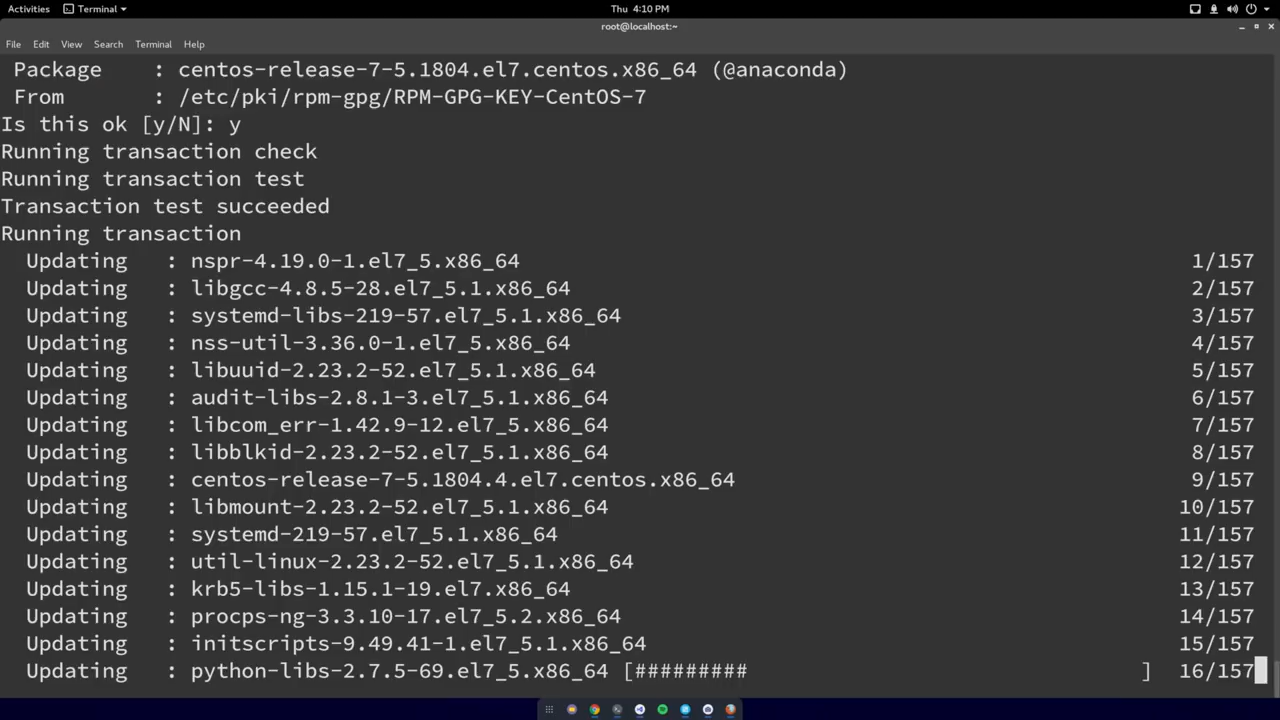 Activities Terminal Thu 4:10 PM
root@localhost:~
File Edit View Search Terminal Help
Package : centos-release-7-5.1804.el7.centos.x86_64 (@anaconda)
From : /etc/pki/rpm-gpg/RPM-GPG-KEY-CentOS-7
Is this ok [y/N]: y
Running transaction check
Running transaction test
Transaction test succeeded
Running transaction
Updating : nspr-4.19.0-1.el7_5.x86_64 1/157
Updating : libgcc-4.8.5-28.el7_5.1.x86_64 2/157
Updating : systemd-libs-219-57.el7_5.1.x86_64 3/157
Updating : nss-util-3.36.0-1.el7_5.x86_64 4/157
Updating : libuuid-2.23.2-52.el7_5.1.x86_64 5/157
Updating : audit-libs-2.8.1-3.el7_5.1.x86_64 6/157
Updating : libcom_err-1.42.9-12.el7_5.x86_64 7/157
Updating : libblkid-2.23.2-52.el7_5.1.x86_64 8/157
Updating : centos-release-7-5.1804.4.el7.centos.x86_64 9/157
Updating : libmount-2.23.2-52.el7_5.1.x86_64 10/157
Updating : systemd-219-57.el7_5.1.x86_64 11/157
Updating : util-linux-2.23.2-52.el7_5.1.x86_64 12/157
Updating : krb5-libs-1.15.1-19.el7.x86_64 13/157
Updating : procps-ng-3.3.10-17.el7_5.2.x86_64 14/157
Updating : initscripts-9.49.41-1.el7_5.1.x86_64 15/157
Updating : python-libs-2.7.5-69.el7_5.x86_64 [######### ] 16/157